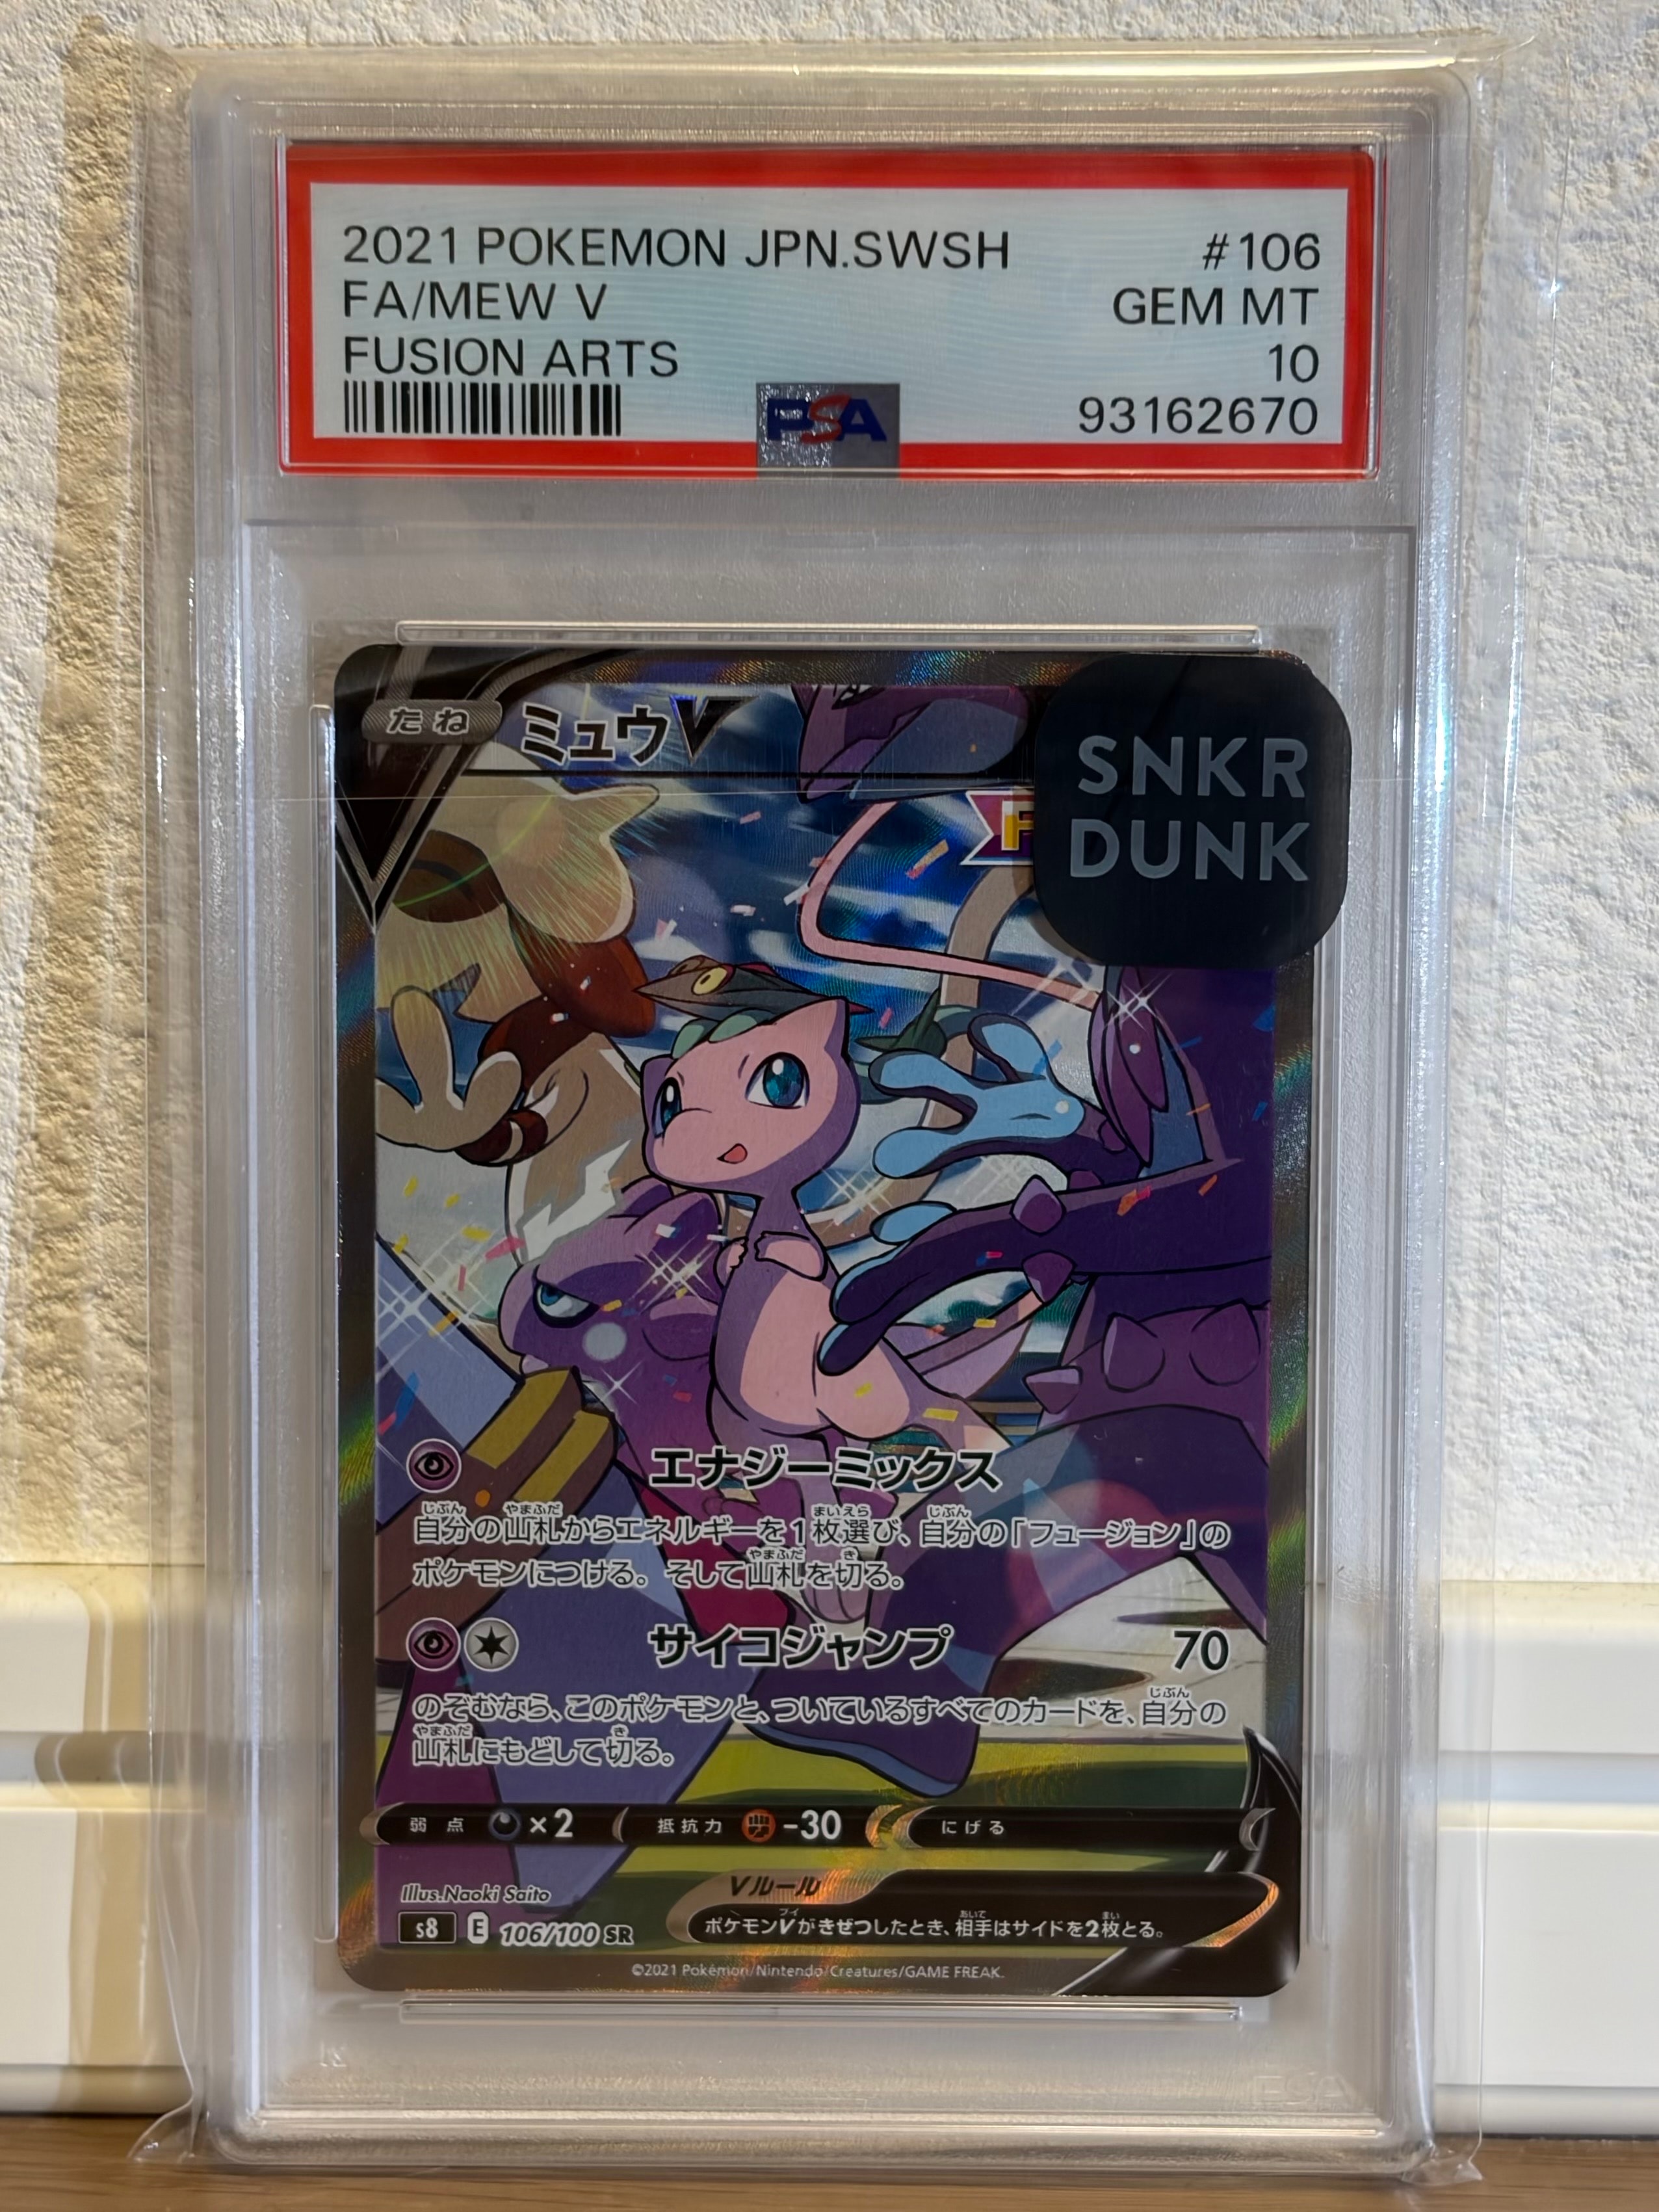 2021 POKEMON JPN.SWSH #106
FA/MEW V GEM MT
FUSION ARTS 10
PSA 93162670
たね ミュウV
SNKR
DUNK
エナジーミックス
自分の山札からエネルギーを1枚選び、自分の「フュージョン」の
ポケモンにつける。そして山札を切る。
サイコジャンプ 70
のぞむなら、このポケモンと、ついているすべてのカードを、自分の
山札にもどして切る。
弱点 ×2 抵抗力 -30 にげる
Illus.Naoki Saito
Vルール
s8 E 106/100 SR
ポケモンVがきぜつしたとき、相手はサイドを2枚とる。
©2021 Pokémon/Nintendo/Creatures/GAME FREAK.